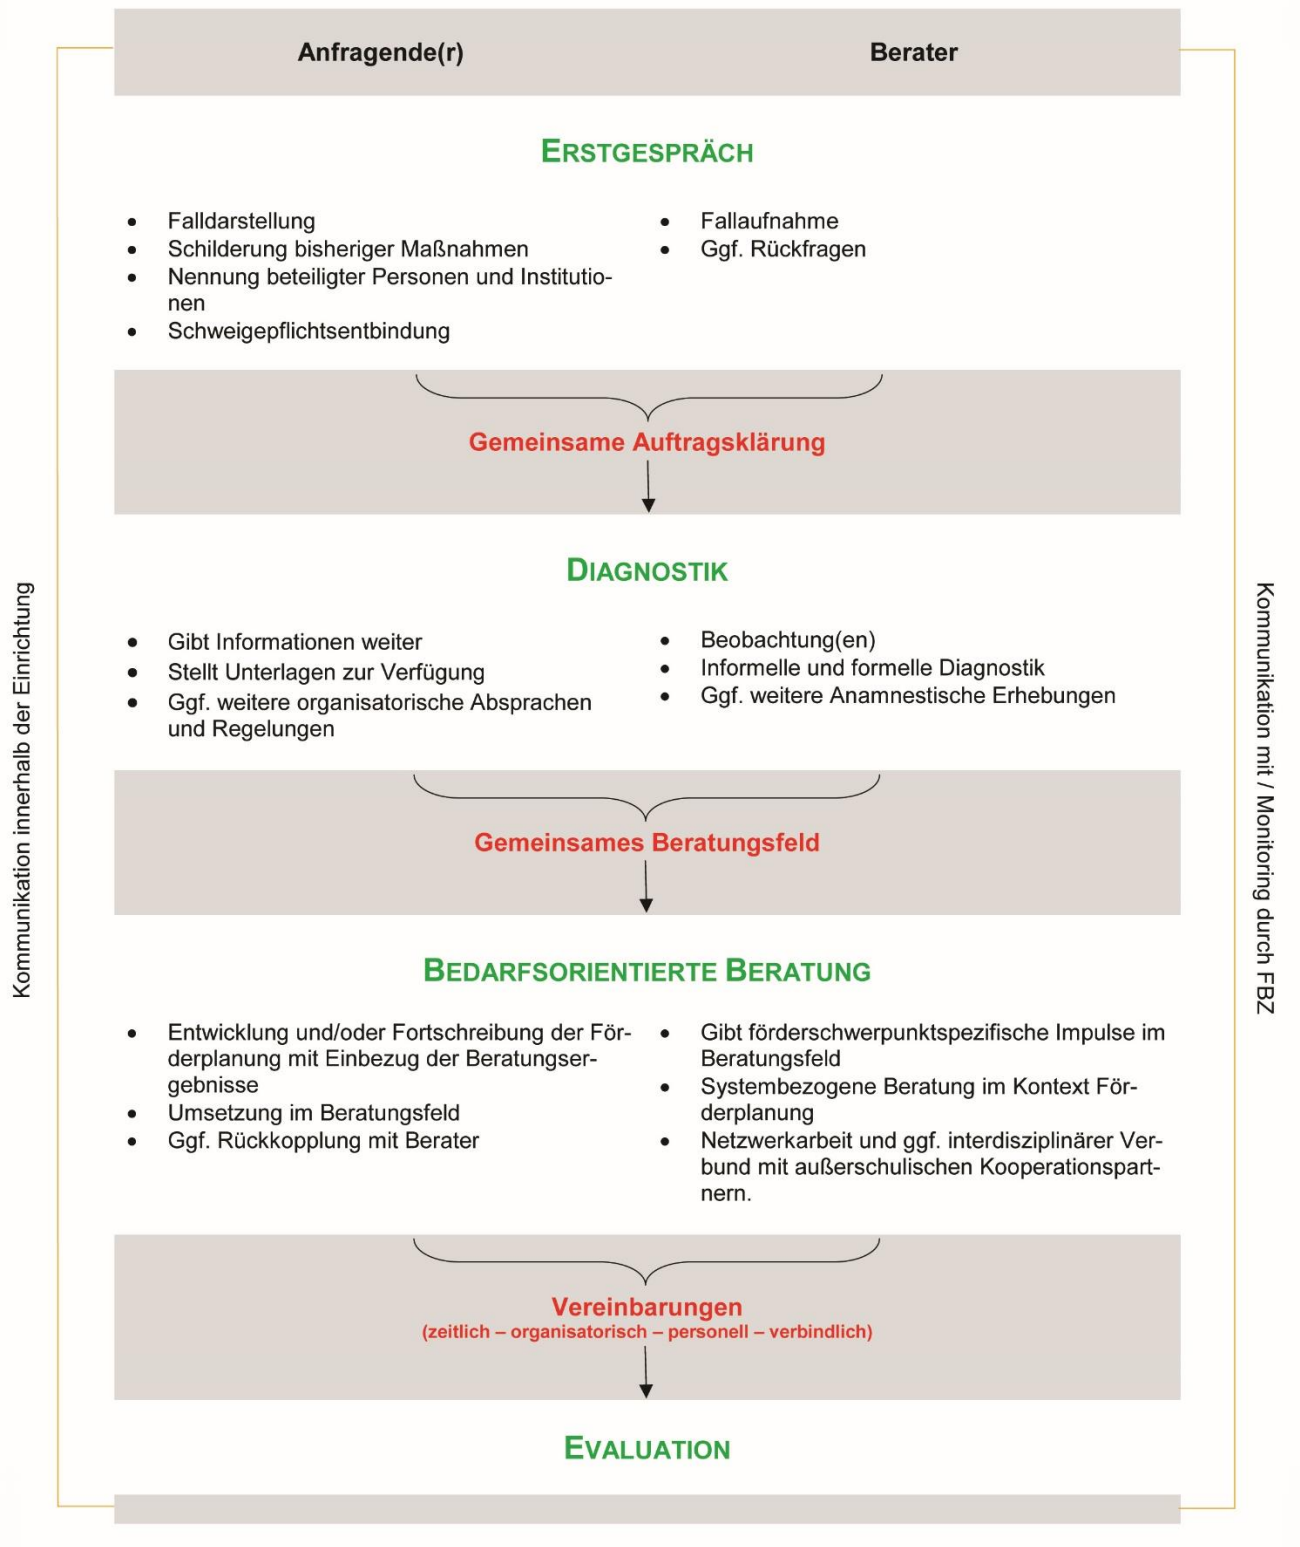 Anfragende(r)
Berater
ERSTGESPRÄCH
• Falldarstellung
• Schilderung bisheriger Maßnahmen
• Nennung beteiligter Personen und Institutio-
nen
• Schweigepflichtsentbindung
• Fallaufnahme
• Ggf. Rückfragen
Gemeinsame Auftragsklärung
DIAGNOSTIK
• Gibt Informationen weiter
• Stellt Unterlagen zur Verfügung
• Ggf. weitere organisatorische Absprachen
und Regelungen
• Beobachtung(en)
• Informelle und formelle Diagnostik
• Ggf. weitere Anamnestische Erhebungen
Gemeinsames Beratungsfeld
BEDARFSORIENTIERTE BERATUNG
• Entwicklung und/oder Fortschreibung der För-
derplanung mit Einbezug der Beratungser-
gebnisse
• Umsetzung im Beratungsfeld
• Ggf. Rückkopplung mit Berater
• Gibt förderschwerpunktspezifische Impulse im
Beratungsfeld
• Systembezogene Beratung im Kontext För-
derplanung
• Netzwerkarbeit und ggf. interdisziplinärer Ver-
bund mit außerschulischen Kooperationspart-
nern.
Vereinbarungen
(zeitlich – organisatorisch – personell – verbindlich)
EVALUATION
Kommunikation innerhalb der Einrichtung
Kommunikation mit / Monitoring durch FBZ